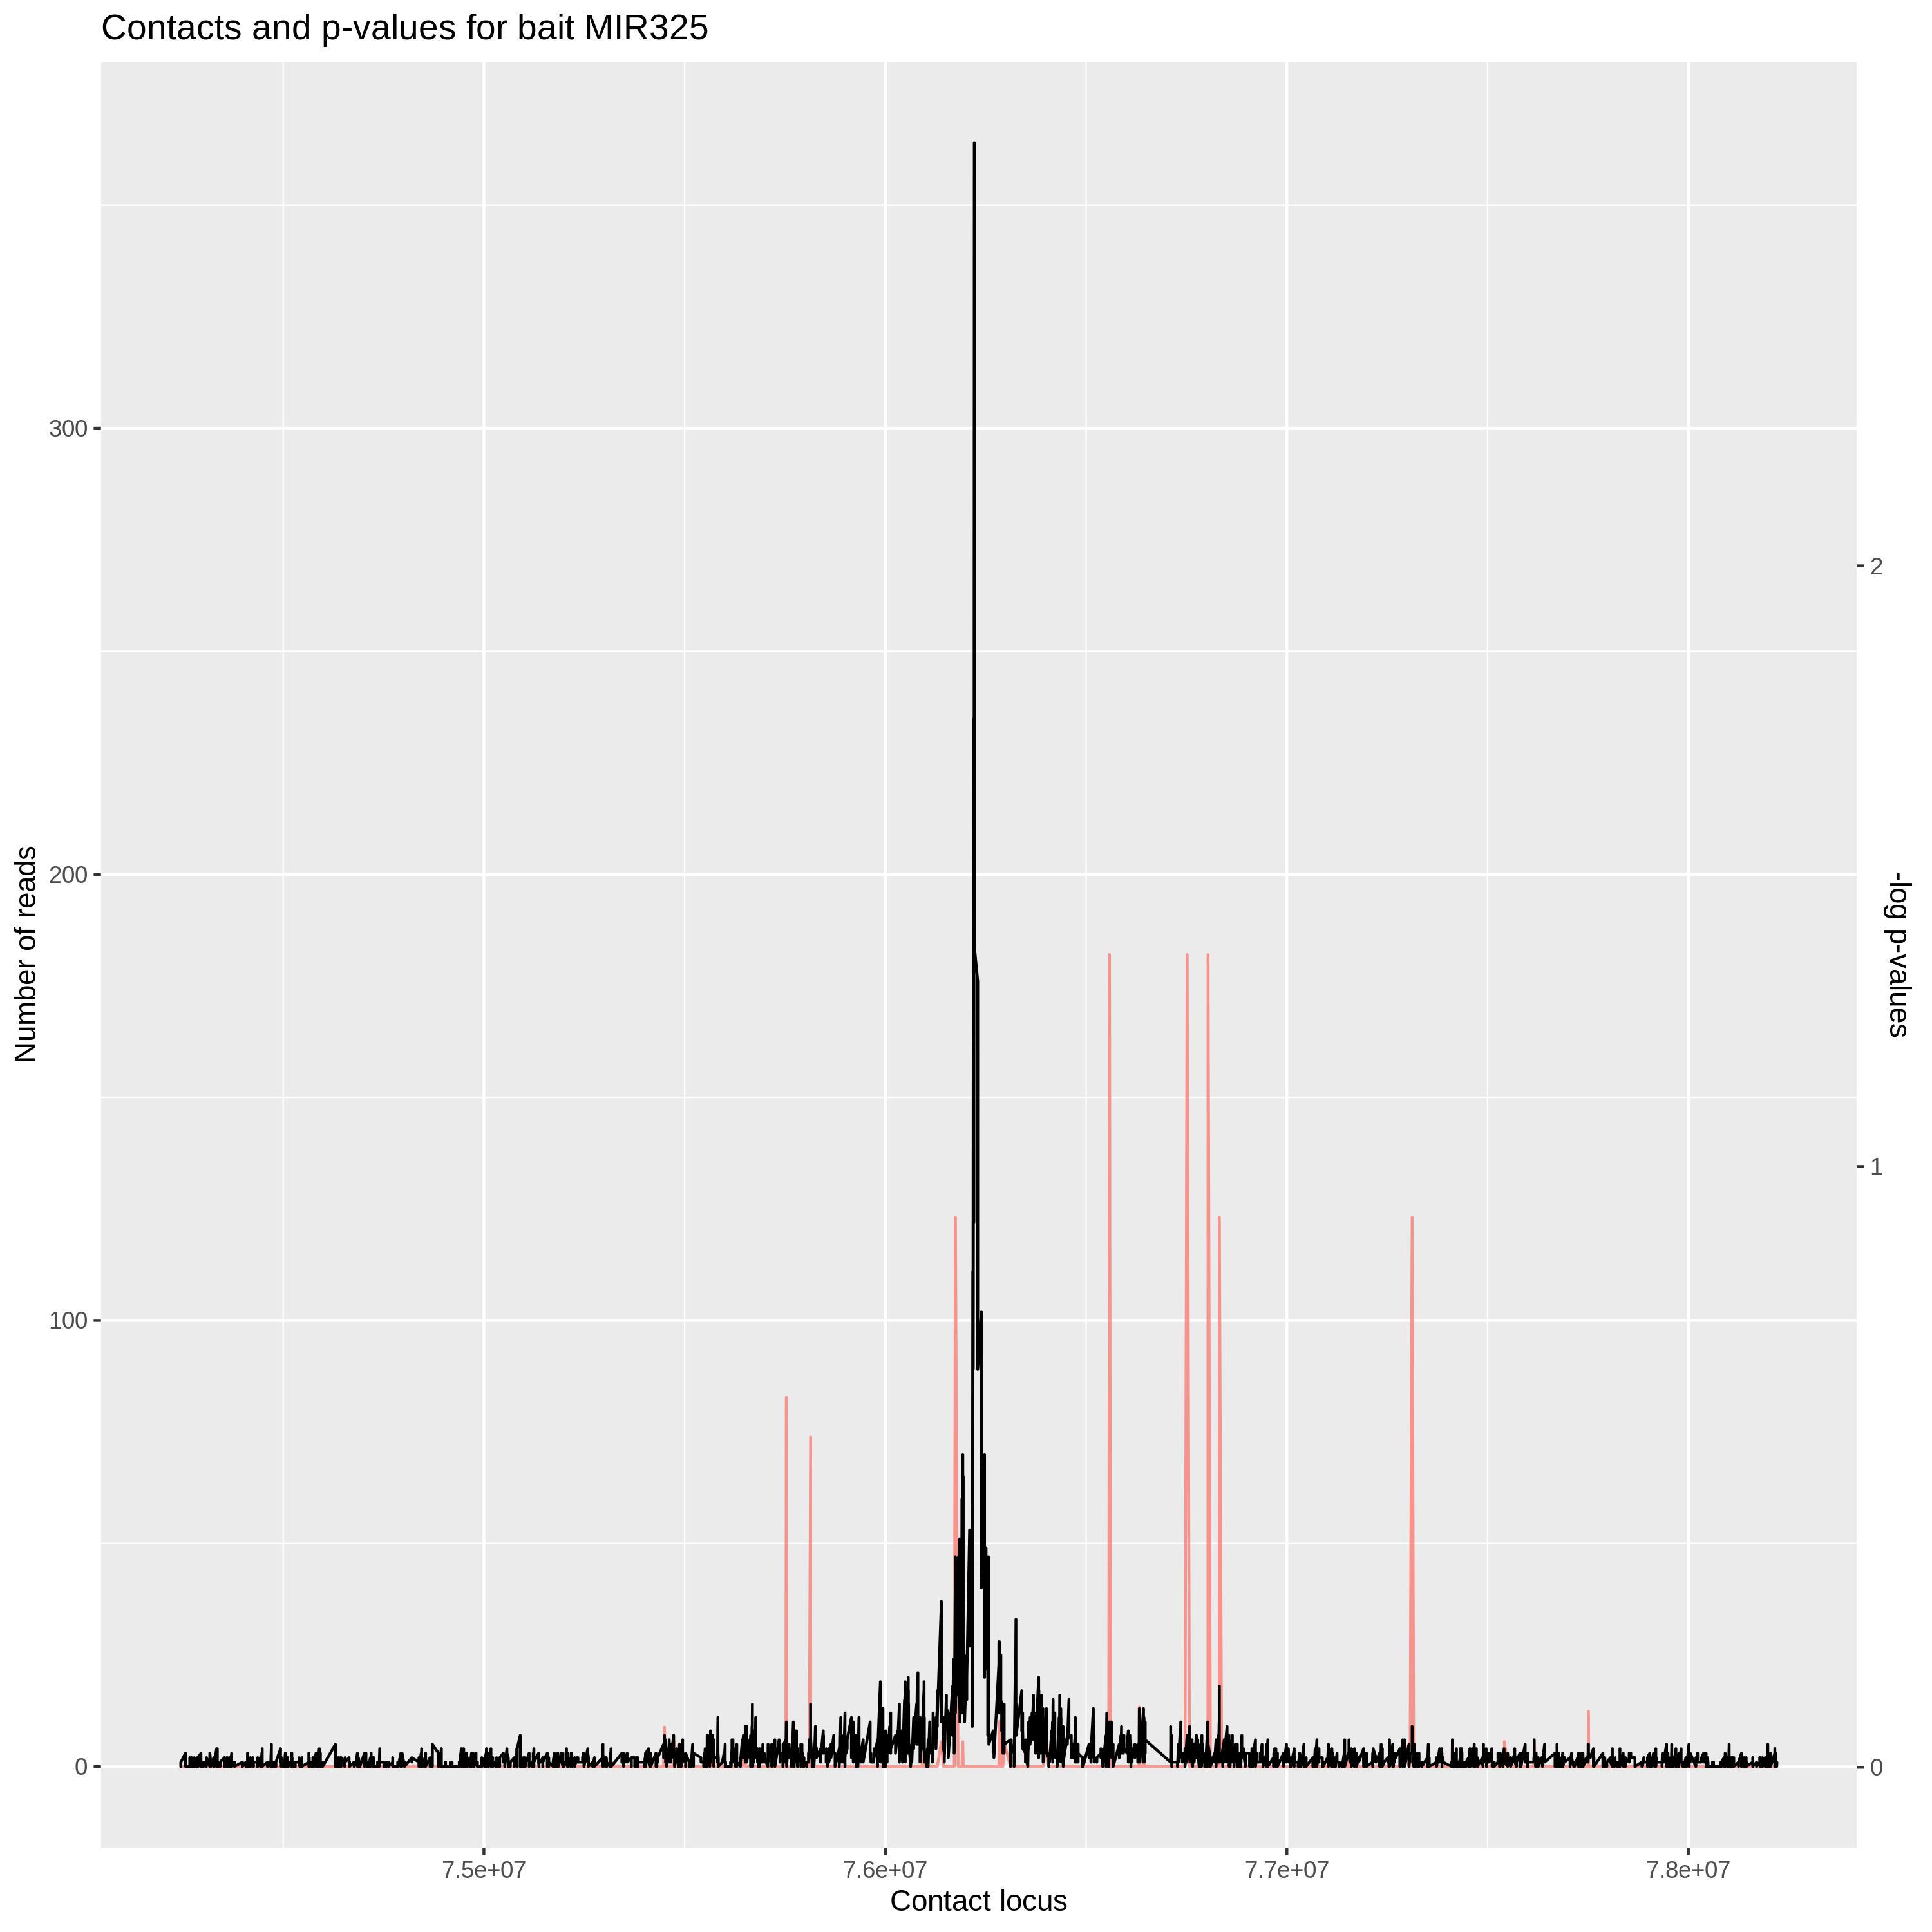 Contacts and p-values for bait MIR325
Number of reads
300
200
100
0
2
1
0
-log p-values
7.5e+07
7.6e+07
7.7e+07
7.8e+07
Contact locus